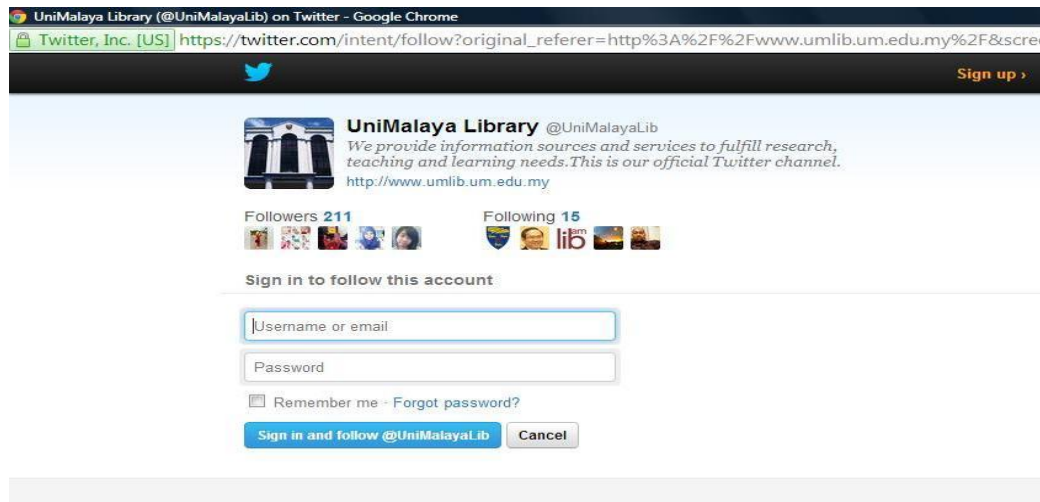 UniMalaya Library (@UniMalayaLib) on Twitter - Google Chrome
Twitter, Inc. [US] https://twitter.com/intent/follow?original_referer=http%3A%2F%2Fwww.umlib.um.edu.my%2F&scre
Sign up ›
UniMalaya Library @UniMalayaLib
We provide information sources and services to fulfill research,
teaching and learning needs.This is our official Twitter channel.
http://www.umlib.um.edu.my
Followers 211 Following 15
lib am
Sign in to follow this account
Username or email
Password
Remember me · Forgot password?
Sign in and follow @UniMalayaLib Cancel